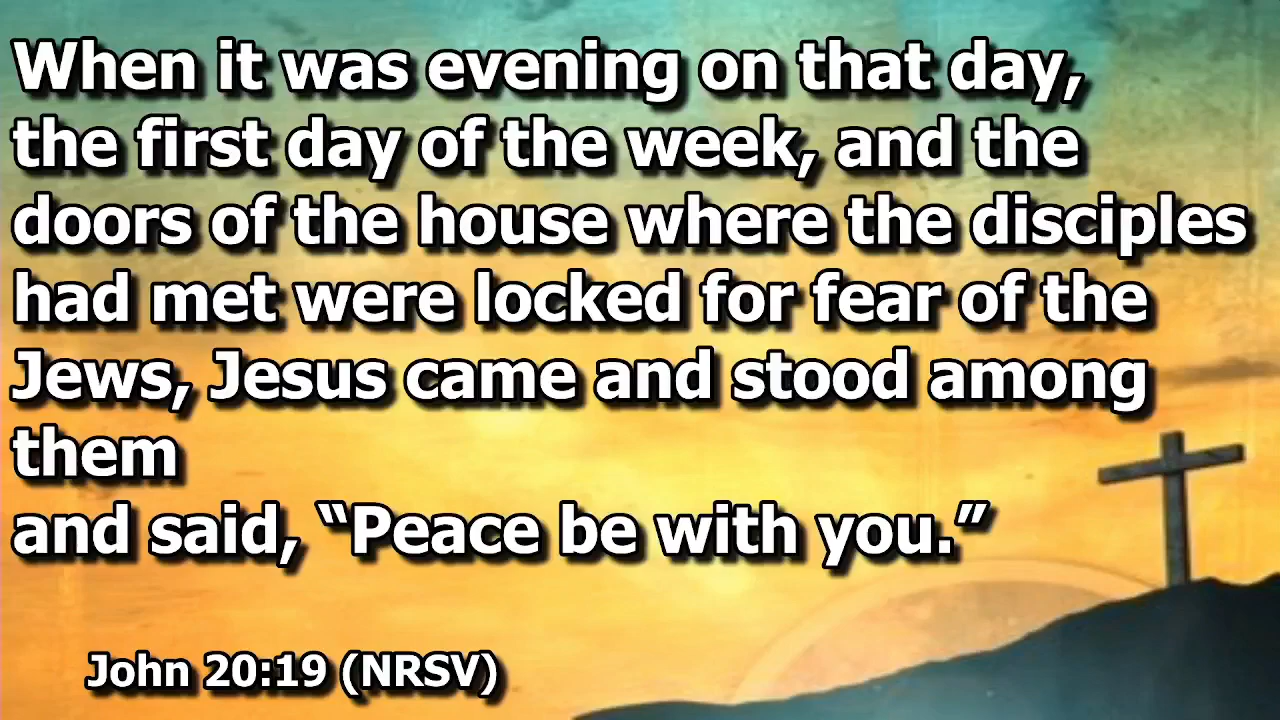 When it was evening on that day,
the first day of the week, and the
doors of the house where the disciples
had met were locked for fear of the
Jews, Jesus came and stood among
them
and said, “Peace be with you.”
John 20:19 (NRSV)